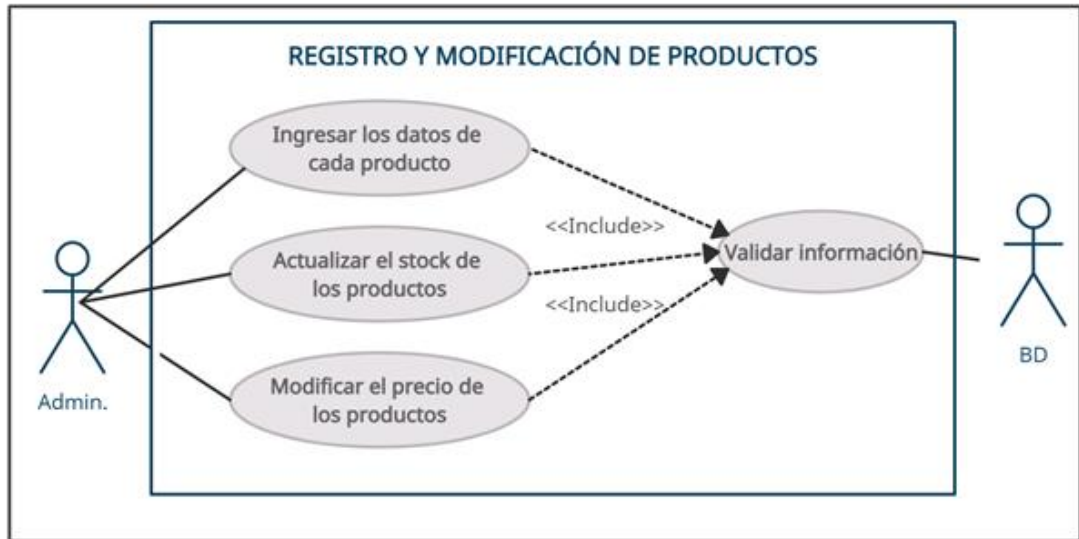 REGISTRO Y MODIFICACIÓN DE PRODUCTOS
Ingresar los datos de
cada producto
<<Include>>
Actualizar el stock de
los productos
Validar información
<<Include>>
Modificar el precio de
los productos
Admin.
BD